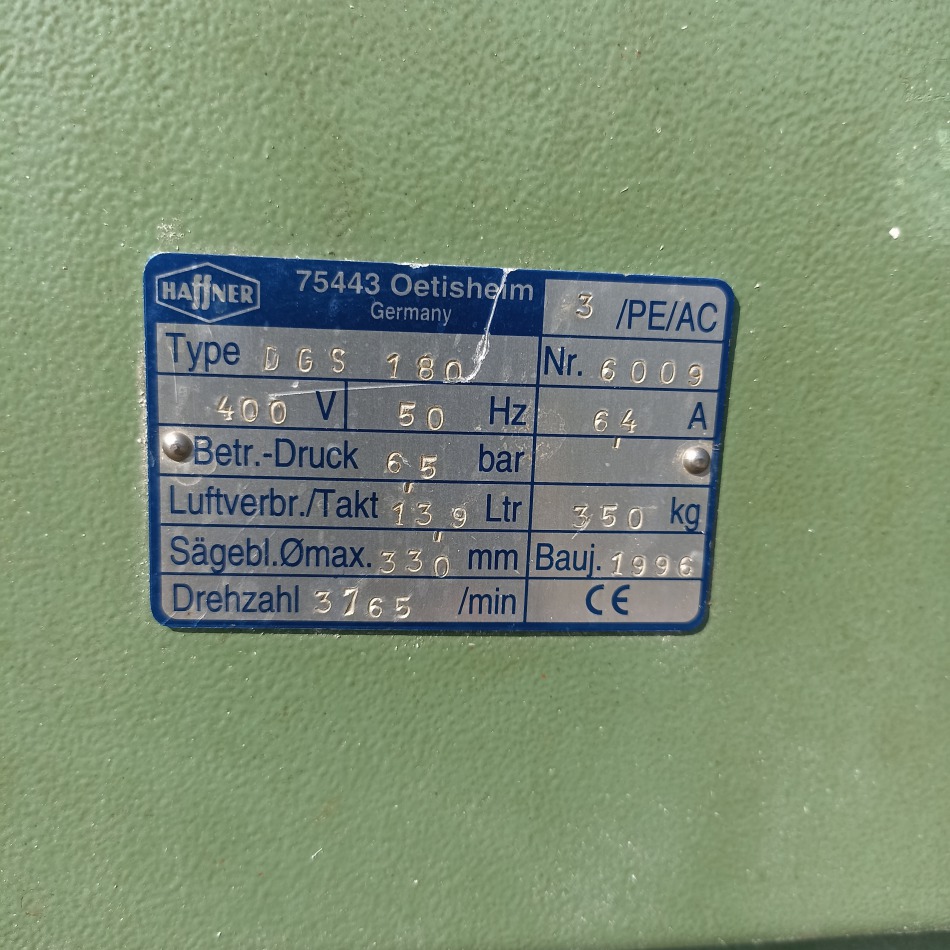 HAFFNER 75443 Oetisheim
Germany
3 /PE/AC
Type DGS 180 Nr. 6009
400 V 50 Hz 6,4 A
Betr.-Druck 6,5 bar
Luftverbr./Takt 13,9 Ltr 350 kg
Sägebl.Ømax. 330 mm Bauj. 1996
Drehzahl 3765 /min CE